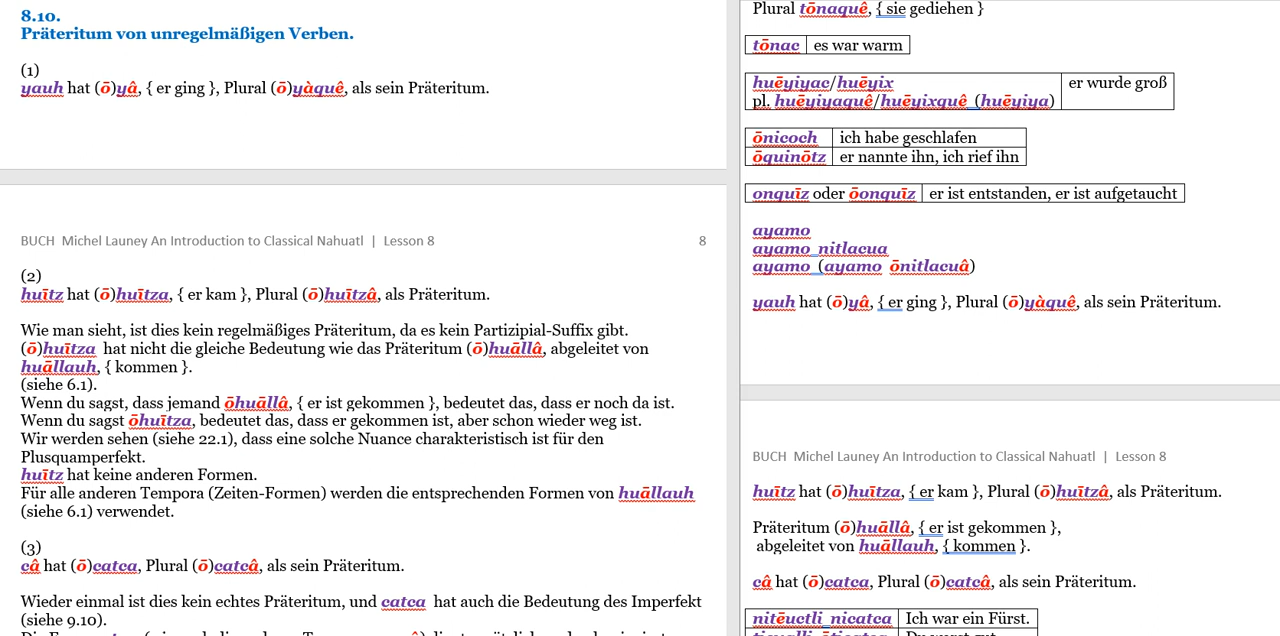 8.10.
Präteritum von unregelmäßigen Verben.
(1)
yauh hat (ō)yâ, { er ging }, Plural (ō)yàquê, als sein Präteritum.
BUCH Michel Launey An Introduction to Classical Nahuatl | Lesson 8 8
(2)
huītz hat (ō)huītza, { er kam }, Plural (ō)huītzâ, als Präteritum.
Wie man sieht, ist dies kein regelmäßiges Präteritum, da es kein Partizipial-Suffix gibt.
(ō)huītza hat nicht die gleiche Bedeutung wie das Präteritum (ō)huāllâ, abgeleitet von
huāllauh, { kommen }.
(siehe 6.1).
Wenn du sagst, dass jemand ōhuāllâ, { er ist gekommen }, bedeutet das, dass er noch da ist.
Wenn du sagst ōhuītza, bedeutet das, dass er gekommen ist, aber schon wieder weg ist.
Wir werden sehen (siehe 22.1), dass eine solche Nuance charakteristisch ist für den
Plusquamperfekt.
huītz hat keine anderen Formen.
Für alle anderen Tempora (Zeiten-Formen) werden die entsprechenden Formen von huāllauh
(siehe 6.1) verwendet.
(3)
câ hat (ō)catca, Plural (ō)catcâ, als sein Präteritum.
Wieder einmal ist dies kein echtes Präteritum, und catca hat auch die Bedeutung des Imperfekt
(siehe 9.10).
Plural tōnaquê, { sie gediehen }
tōnac es war warm
huēyiyac/huēyix er wurde groß
pl. huēyiyaquê/huēyixquê (huēyiya)
ōnicoch ich habe geschlafen
ōquinōtz er nannte ihn, ich rief ihn
onquīz oder ōonquīz er ist entstanden, er ist aufgetaucht
ayamo
ayamo nitlacua
ayamo (ayamo ōnitlacuâ)
yauh hat (ō)yâ, { er ging }, Plural (ō)yàquê, als sein Präteritum.
BUCH Michel Launey An Introduction to Classical Nahuatl | Lesson 8
huītz hat (ō)huītza, { er kam }, Plural (ō)huītzâ, als Präteritum.
Präteritum (ō)huāllâ, { er ist gekommen },
abgeleitet von huāllauh, { kommen }.
câ hat (ō)catca, Plural (ō)catcâ, als sein Präteritum.
nitēuctli nicatca Ich war ein Fürst.